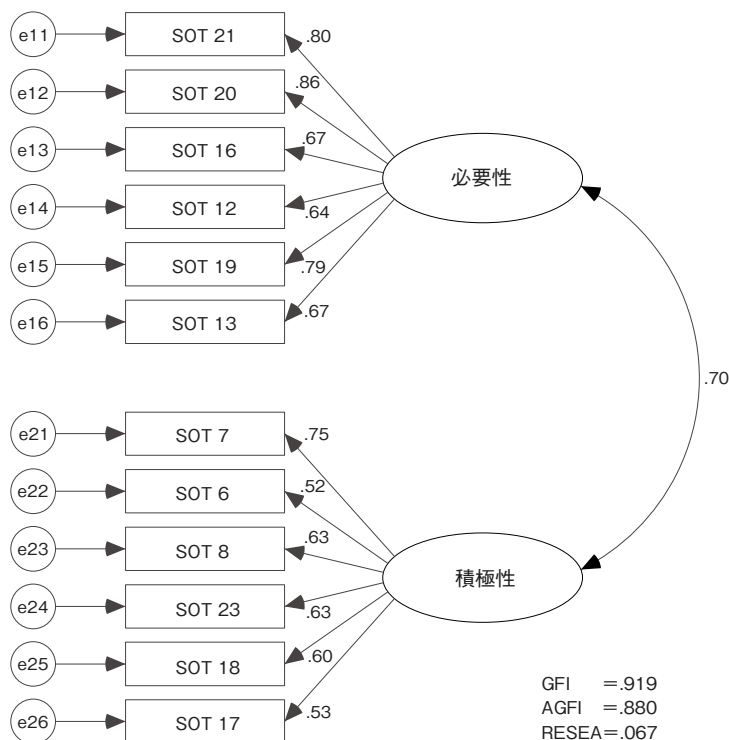 e11 SOT 21 .80
e12 SOT 20 .86
e13 SOT 16 .67
必要性
e14 SOT 12 .64
e15 SOT 19 .79
e16 SOT 13 .67
.70
e21 SOT 7 .75
e22 SOT 6 .52
e23 SOT 8 .63
積極性
e24 SOT 23 .63
e25 SOT 18 .60
e26 SOT 17 .53
GFI =.919
AGFI =.880
RESEA=.067